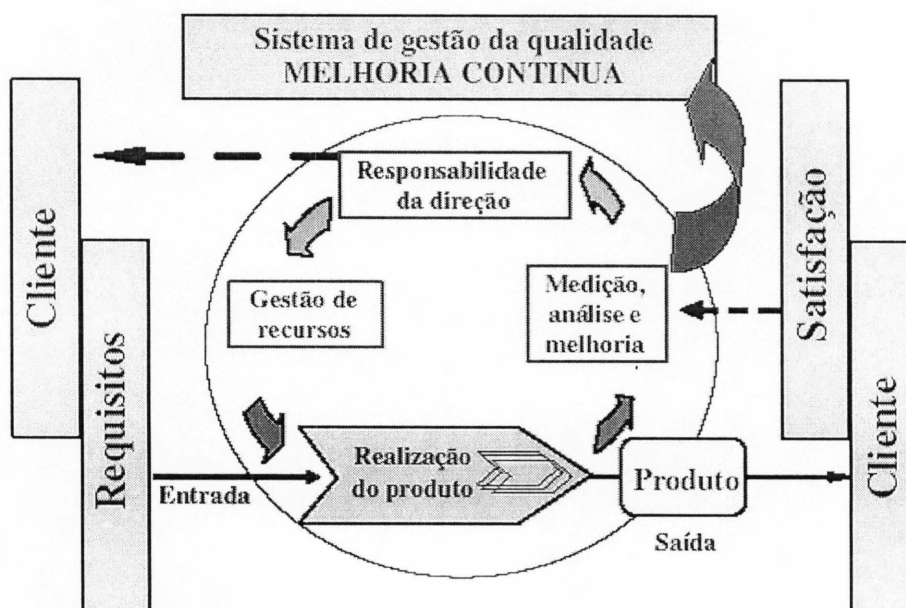 Sistema de gestão da qualidade
MELHORIA CONTINUA
Cliente
Requisitos
Responsabilidade
da direção
Gestão de
recursos
Medição,
análise e
melhoria
Satisfação
Cliente
Entrada
Realização
do produto
Produto
Saída